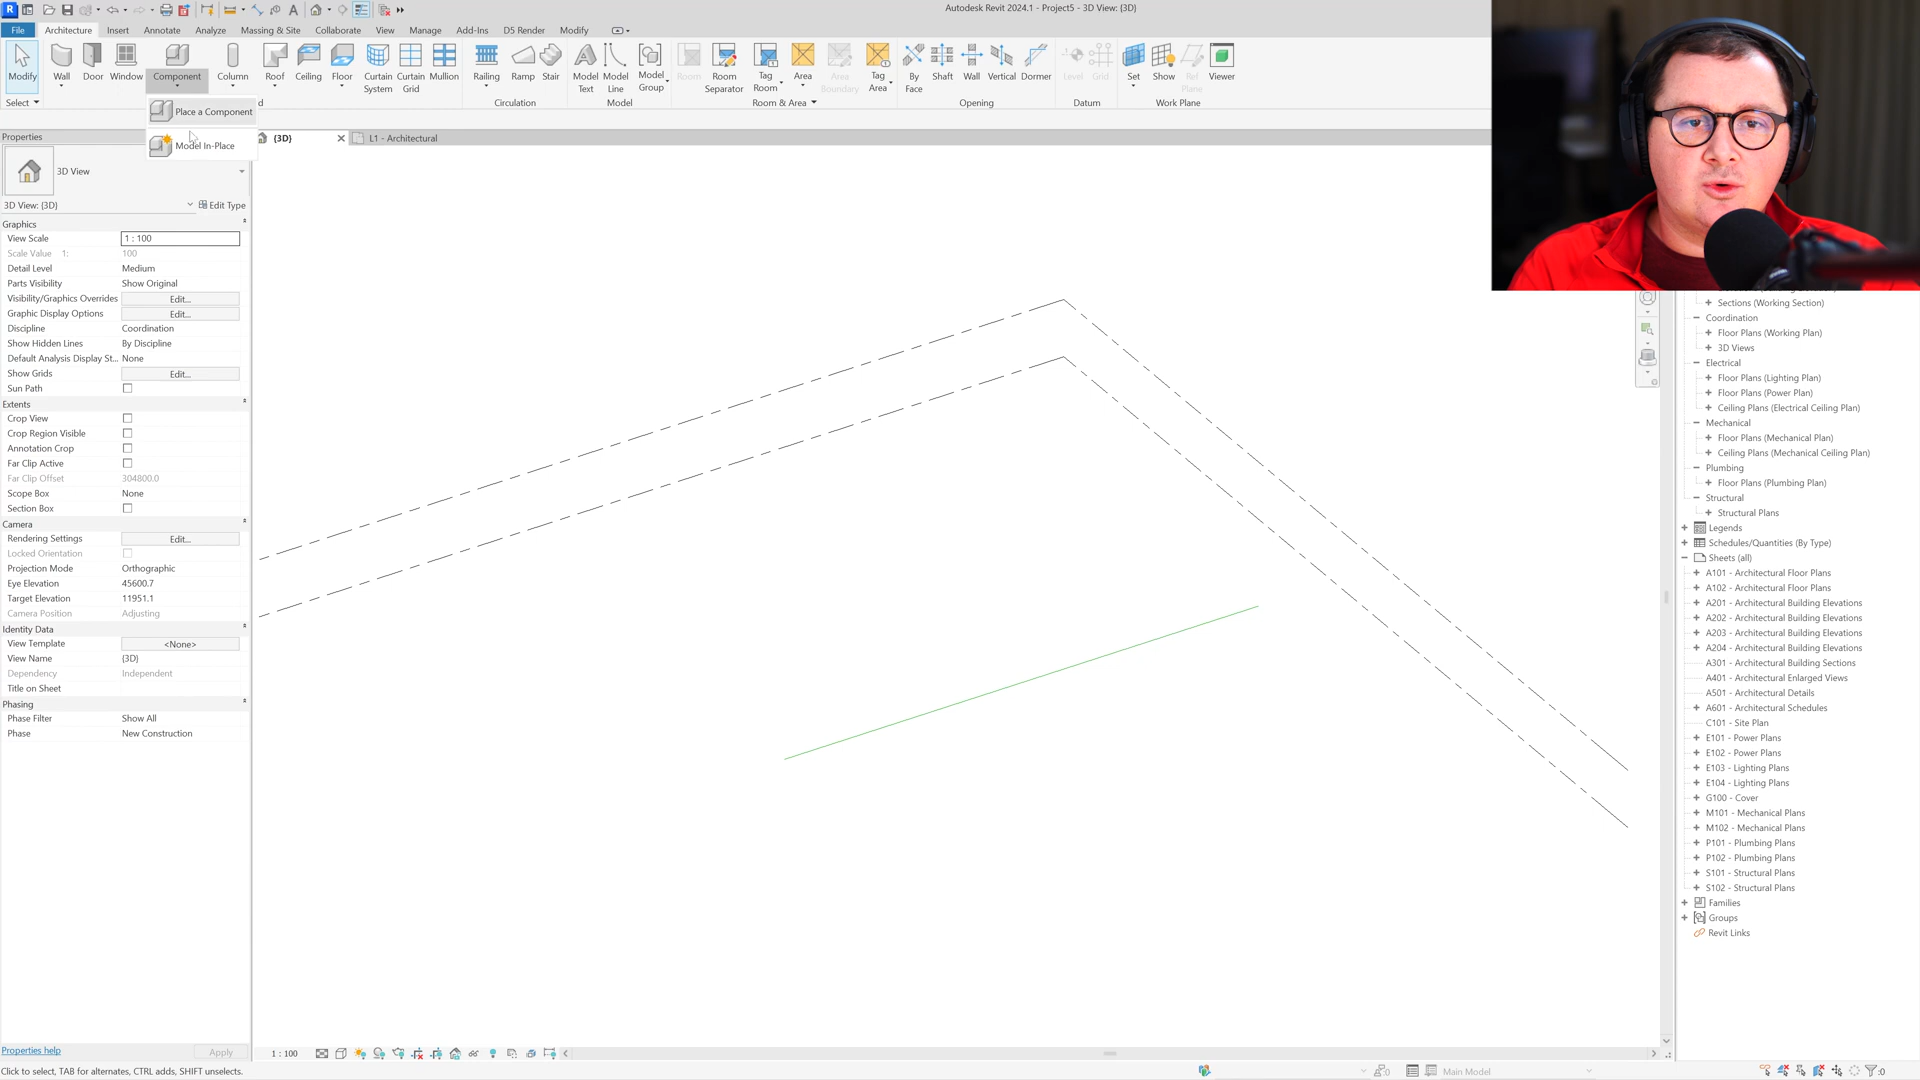 Autodesk Revit 2024.1 - Project5 - 3D View: {3D}
File Architecture Insert Annotate Analyze Massing & Site Collaborate View Manage Add-Ins D5 Render Modify
Modify Wall Door Window Component Column Roof Ceiling Floor Curtain System Curtain Grid Mullion Railing Ramp Stair Model Text Model Line Model Group Room Room Separator Tag Room Area Area Boundary Tag Area By Face Shaft Wall Vertical Dormer Level Grid Set Show Ref Plane Viewer
Select Circulation Model Room & Area Opening Datum Work Plane
Place a Component
Model In-Place
Properties
{3D} L1 - Architectural
3D View
3D View: {3D} Edit Type
Graphics
View Scale 1 : 100
Scale Value 1: 100
Detail Level Medium
Parts Visibility Show Original
Visibility/Graphics Overrides Edit...
Graphic Display Options Edit...
Discipline Coordination
Show Hidden Lines By Discipline
Default Analysis Display St... None
Show Grids Edit...
Sun Path
Extents
Crop View
Crop Region Visible
Annotation Crop
Far Clip Active
Far Clip Offset 304800.0
Scope Box None
Section Box
Camera
Rendering Settings Edit...
Locked Orientation
Projection Mode Orthographic
Eye Elevation 45600.7
Target Elevation 11951.1
Camera Position Adjusting
Identity Data
View Template <None>
View Name {3D}
Dependency Independent
Title on Sheet
Phasing
Phase Filter Show All
Phase New Construction
Properties help Apply
Sections (Working Section)
Coordination
Floor Plans (Working Plan)
3D Views
Electrical
Floor Plans (Lighting Plan)
Floor Plans (Power Plan)
Ceiling Plans (Electrical Ceiling Plan)
Mechanical
Floor Plans (Mechanical Plan)
Ceiling Plans (Mechanical Ceiling Plan)
Plumbing
Floor Plans (Plumbing Plan)
Structural
Structural Plans
Legends
Schedules/Quantities (By Type)
Sheets (all)
A101 - Architectural Floor Plans
A102 - Architectural Floor Plans
A201 - Architectural Building Elevations
A202 - Architectural Building Elevations
A203 - Architectural Building Elevations
A204 - Architectural Building Elevations
A301 - Architectural Building Sections
A401 - Architectural Enlarged Views
A501 - Architectural Details
A601 - Architectural Schedules
C101 - Site Plan
E101 - Power Plans
E102 - Power Plans
E103 - Lighting Plans
E104 - Lighting Plans
G100 - Cover
M101 - Mechanical Plans
M102 - Mechanical Plans
P101 - Plumbing Plans
P102 - Plumbing Plans
S101 - Structural Plans
S102 - Structural Plans
Families
Groups
Revit Links
1 : 100
Click to select, TAB for alternates, CTRL adds, SHIFT unselects.
:0 Main Model :0